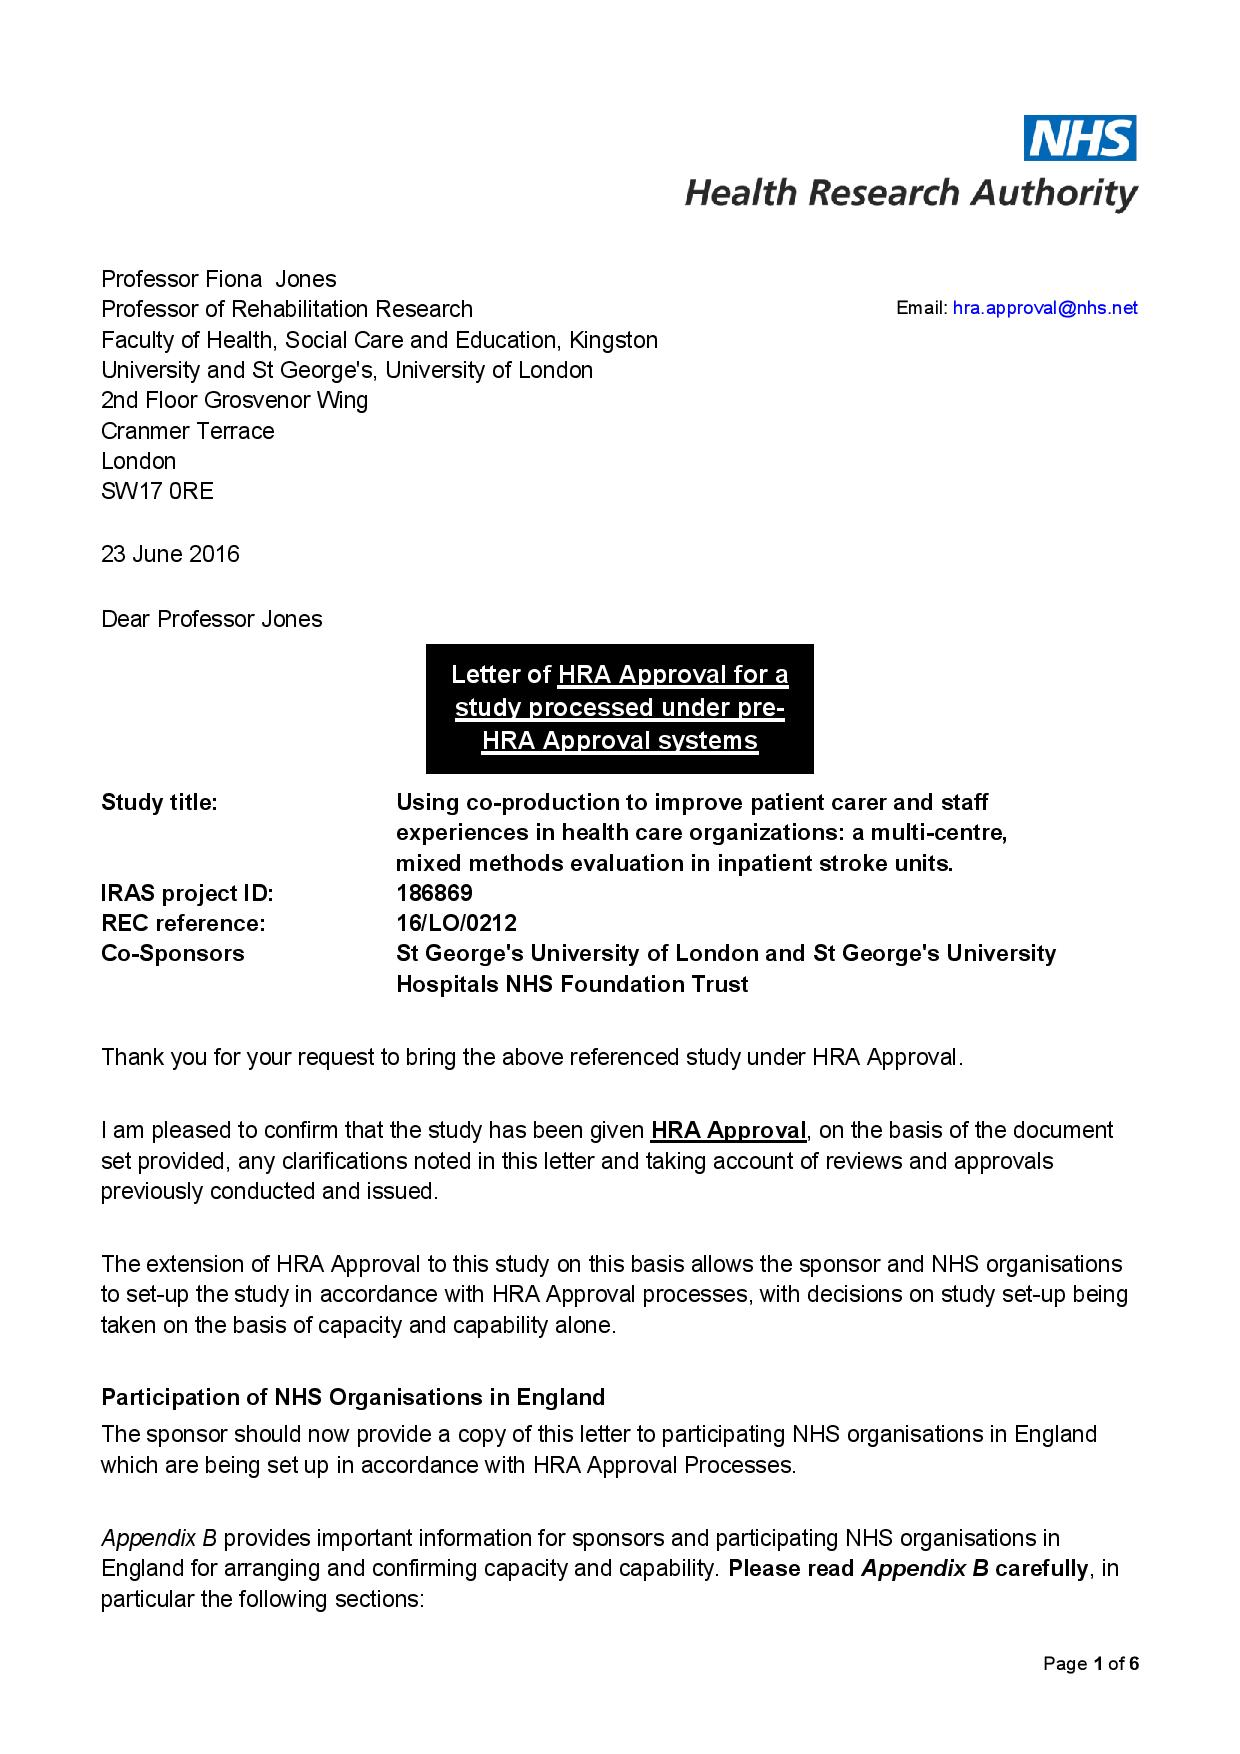 NHS
Health Research Authority
Professor Fiona  Jones
Professor of Rehabilitation Research
Email: hra.approval@nhs.net
Faculty of Health, Social Care and Education, Kingston
University and St George's, University of London
2nd Floor Grosvenor Wing
Cranmer Terrace
London
SW17 0RE
23 June 2016
Dear Professor Jones
Letter of HRA Approval for a
study processed under pre-
HRA Approval systems
Study title: Using co-production to improve patient carer and staff
experiences in health care organizations: a multi-centre,
mixed methods evaluation in inpatient stroke units.
IRAS project ID: 186869
REC reference: 16/LO/0212
Co-Sponsors St George's University of London and St George's University
Hospitals NHS Foundation Trust
Thank you for your request to bring the above referenced study under HRA Approval.
I am pleased to confirm that the study has been given HRA Approval, on the basis of the document
set provided, any clarifications noted in this letter and taking account of reviews and approvals
previously conducted and issued.
The extension of HRA Approval to this study on this basis allows the sponsor and NHS organisations
to set-up the study in accordance with HRA Approval processes, with decisions on study set-up being
taken on the basis of capacity and capability alone.
Participation of NHS Organisations in England
The sponsor should now provide a copy of this letter to participating NHS organisations in England
which are being set up in accordance with HRA Approval Processes.
Appendix B provides important information for sponsors and participating NHS organisations in
England for arranging and confirming capacity and capability. Please read Appendix B carefully, in
particular the following sections:
Page 1 of 6